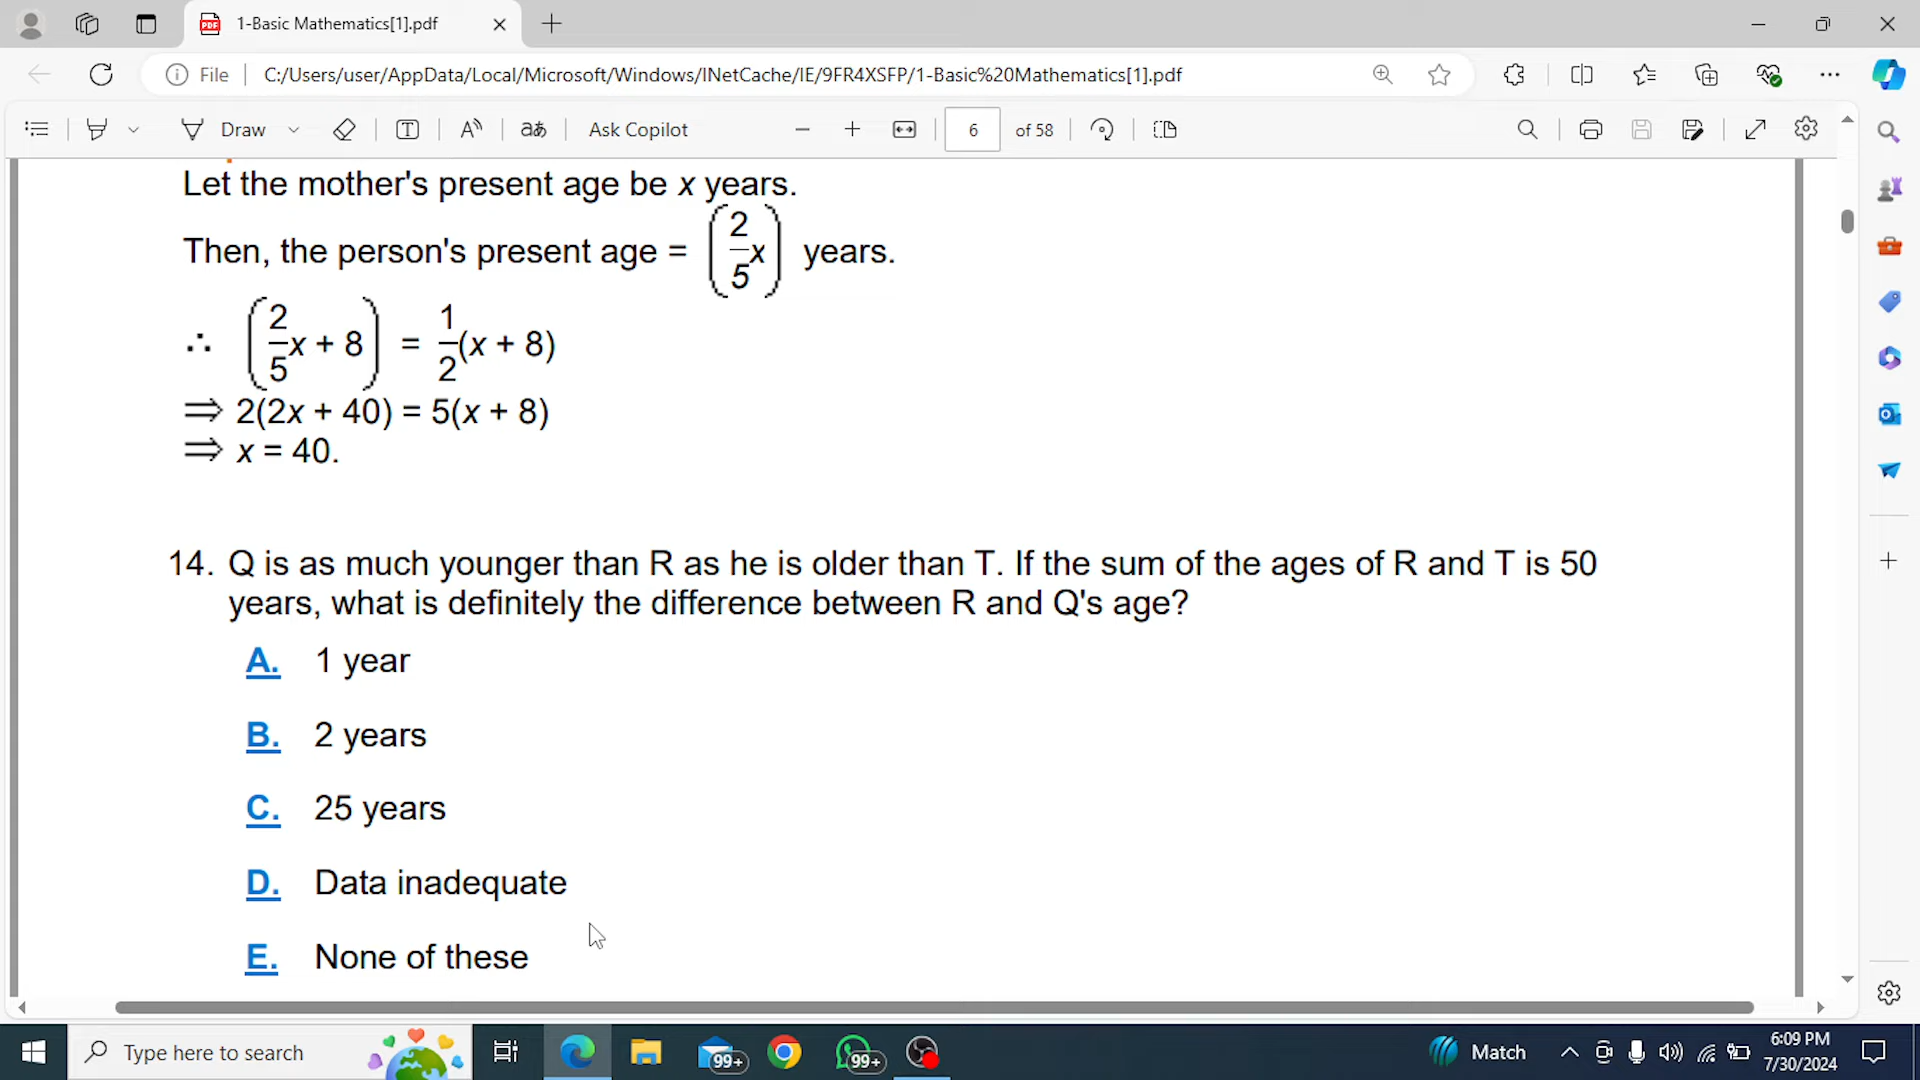 1-Basic Mathematics[1].pdf
File
C:/Users/user/AppData/Local/Microsoft/Windows/INetCache/IE/9FR4XSFP/1-Basic%20Mathematics[1].pdf
Draw
Ask Copilot
6
of 58
Let the mother's present age be x years.
Then, the person's present age = (2/5 x) years.
∴ (2/5 x + 8) = 1/2 (x + 8)
⇒ 2(2x + 40) = 5(x + 8)
⇒ x = 40.
14. Q is as much younger than R as he is older than T. If the sum of the ages of R and T is 50
years, what is definitely the difference between R and Q's age?
A. 1 year
B. 2 years
C. 25 years
D. Data inadequate
E. None of these
Type here to search
99+
99+
Match
6:09 PM
7/30/2024